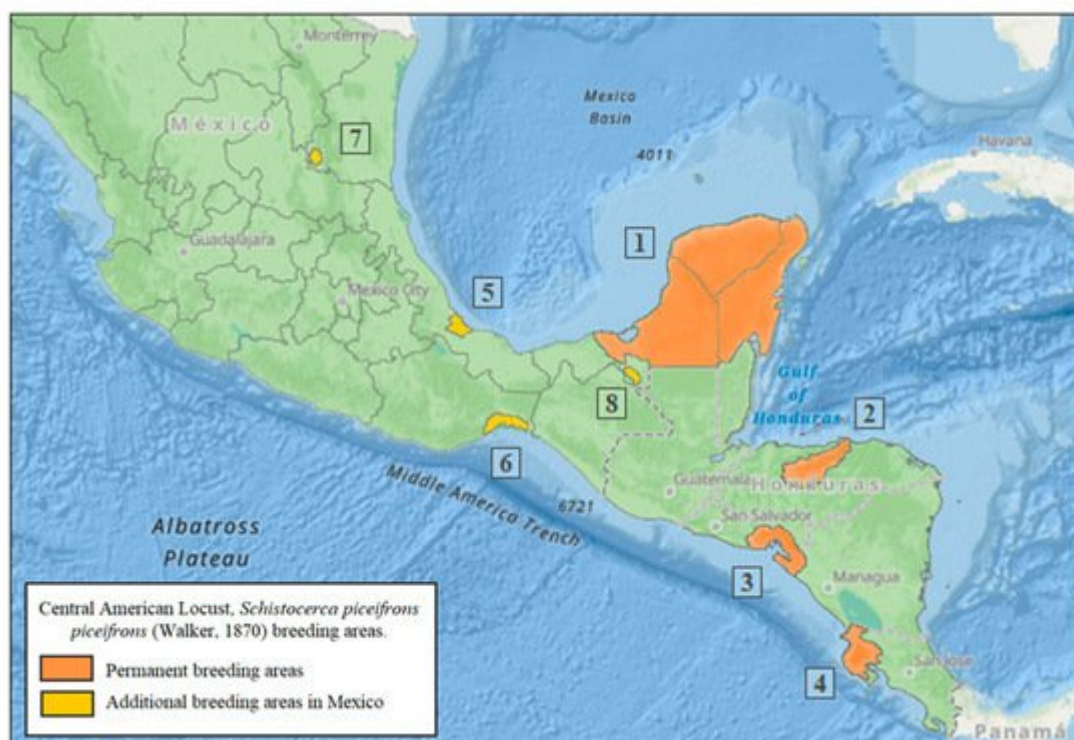 Monterrey
Mexico
Basin
México
7
4011
Havana
1
Guadalajara
5
Mexico City
Gulf
of
Honduras
8
2
6
Middle America Trench
6721
Guatemala
Honduras
San Salvador
Albatross
Plateau
3
Managua
4
San José
Panamá
Central American Locust, Schistocerca piceifrons
piceifrons (Walker, 1870) breeding areas.
Permanent breeding areas
Additional breeding areas in Mexico